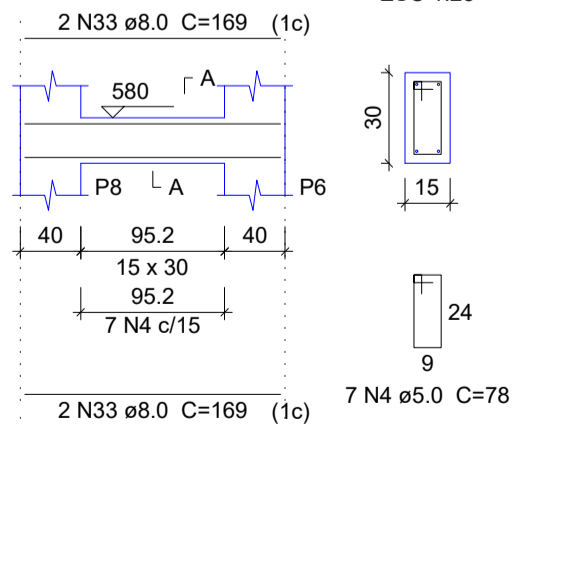 2 N33 ø8.0 C=169 (1c)
A
580
30
P8
A
P6
15
40
95.2
40
15 x 30
95.2
7 N4 c/15
24
9
7 N4 ø5.0 C=78
2 N33 ø8.0 C=169 (1c)